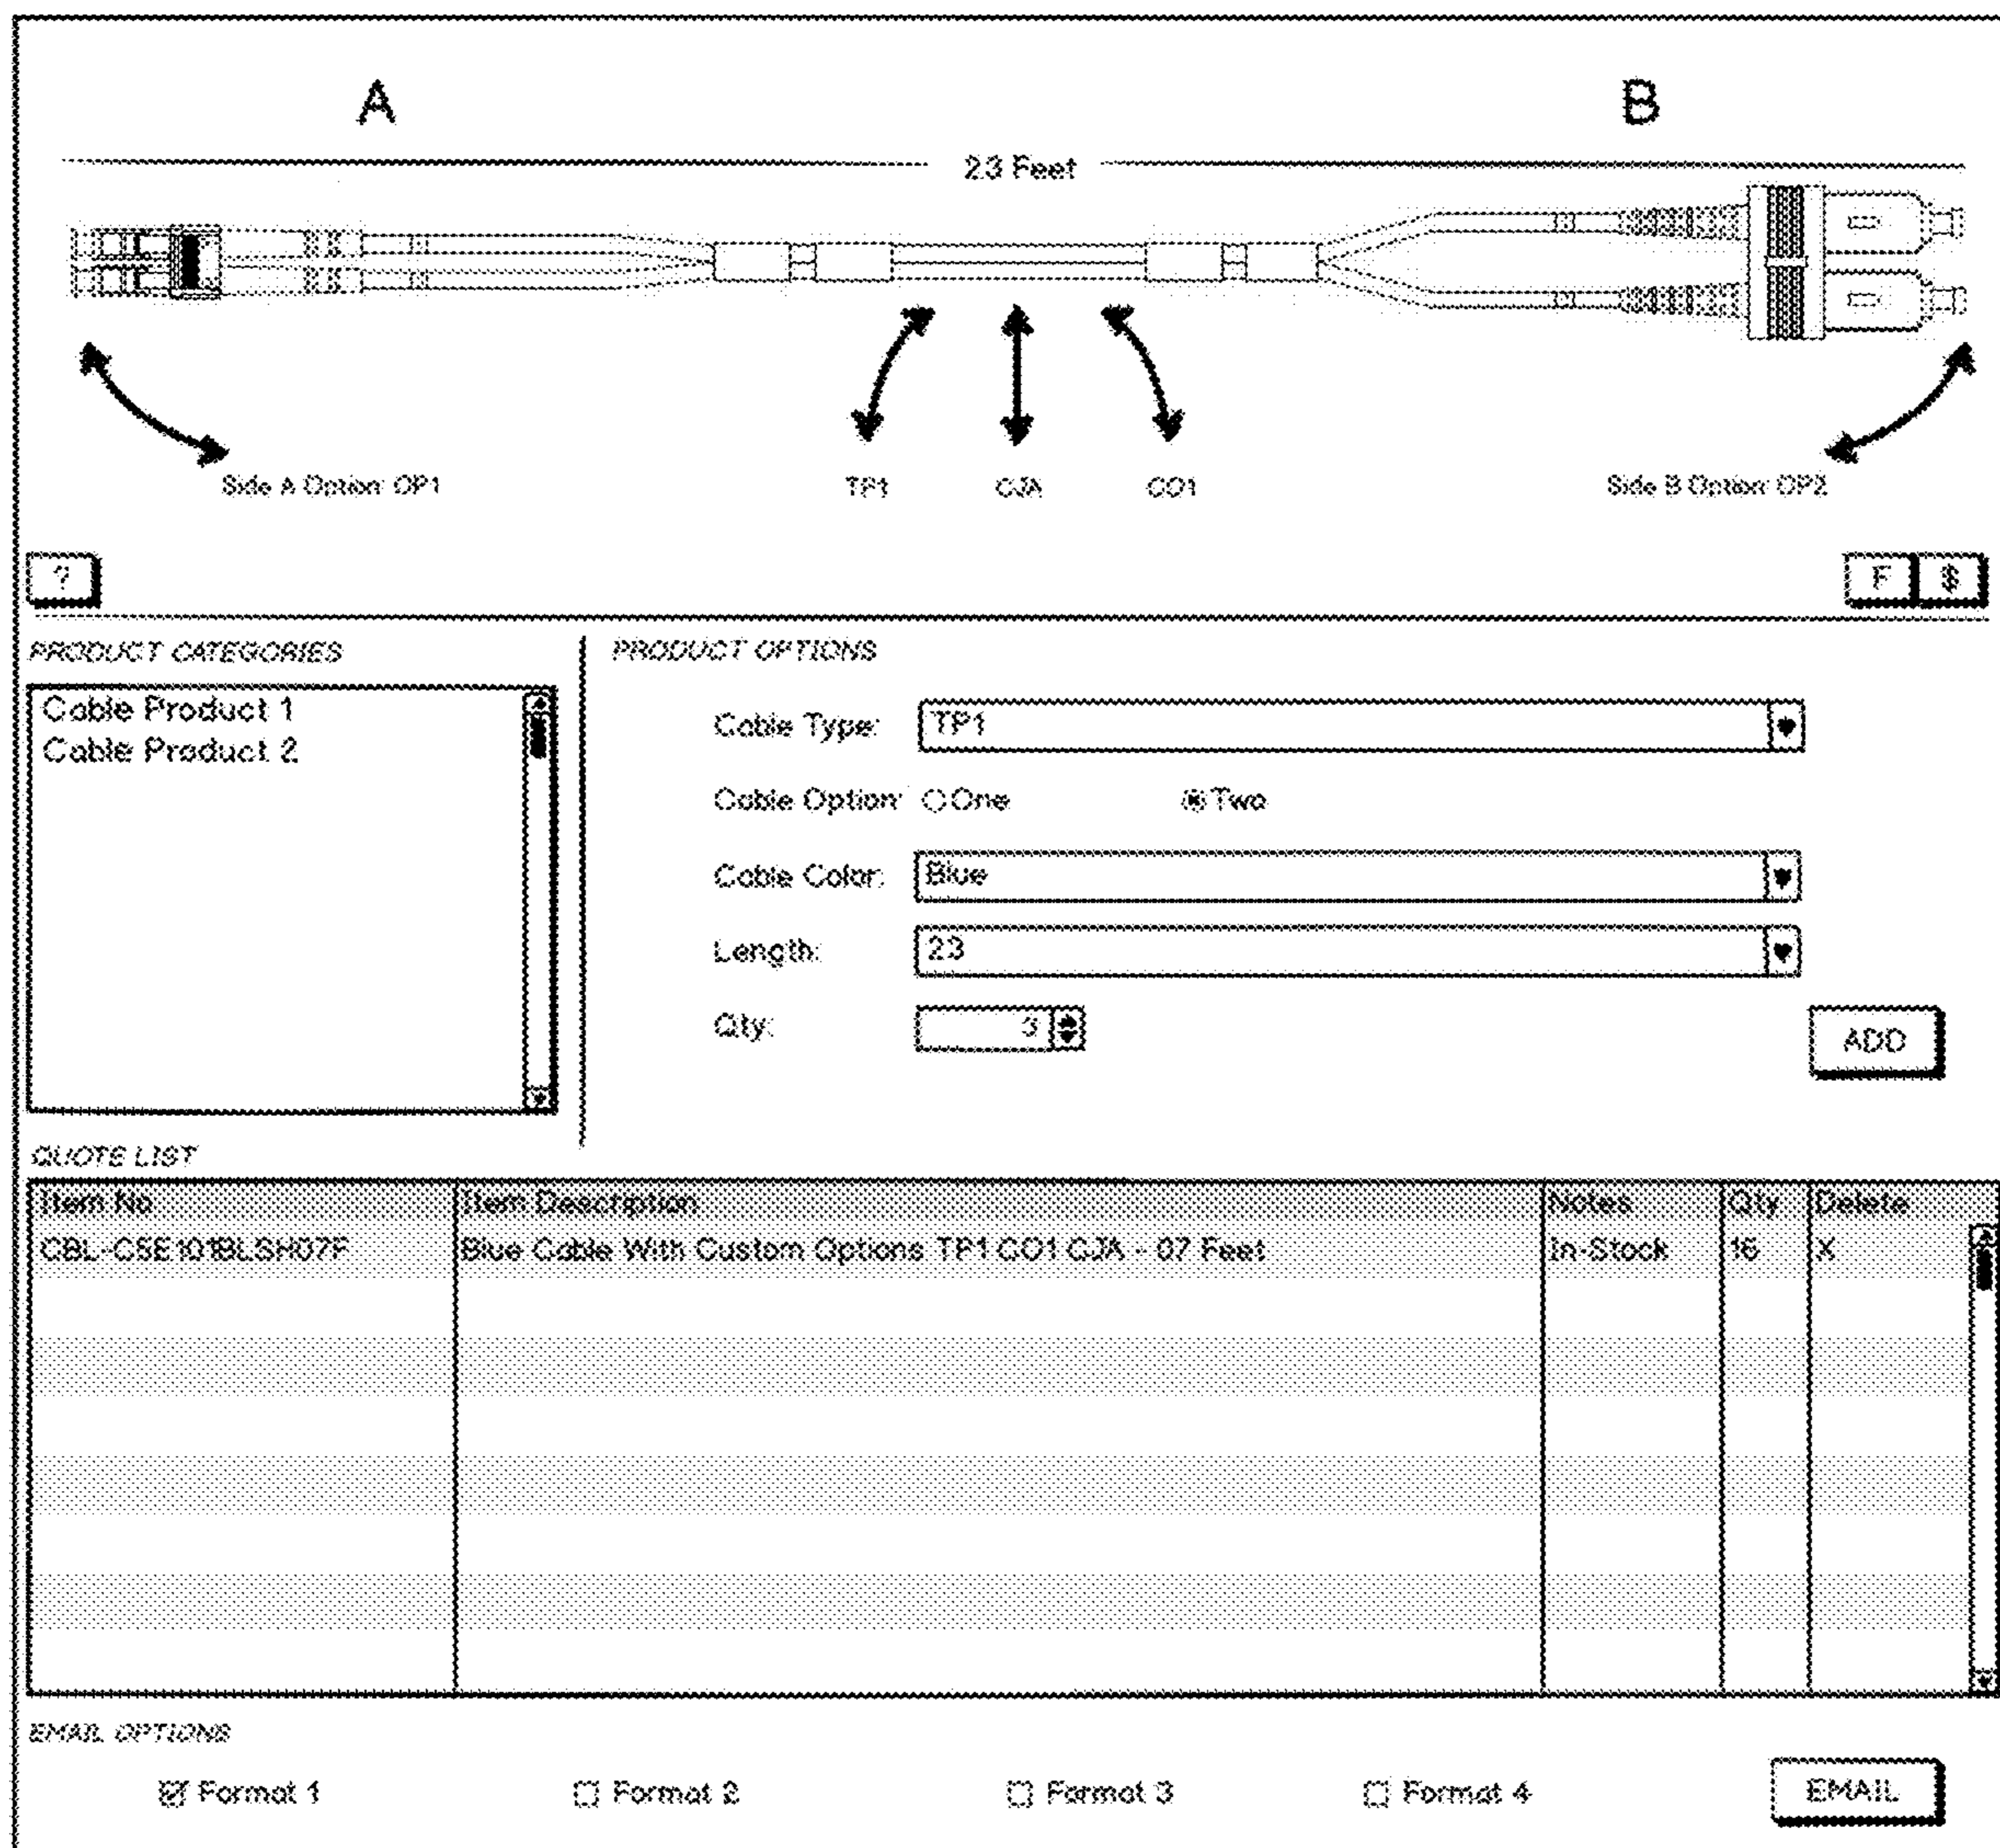 A
B
23 Feet
Side A Option: OP1
TP1
CJA
CO1
Side B Option: OP2
?
F
$
PRODUCT CATEGORIES
Cable Product 1
Cable Product 2
PRODUCT OPTIONS
Cable Type: TP1
Cable Option: One Two
Cable Color: Blue
Length: 23
Qty: 3
ADD
QUOTE LIST
Item No Item Description Notes Qty Delete
CBL-C5E101BLSH07F Blue Cable With Custom Options TP1 CO1 CJA - 07 Feet In-Stock 16 X
EMAIL OPTIONS
Format 1 Format 2 Format 3 Format 4
EMAIL